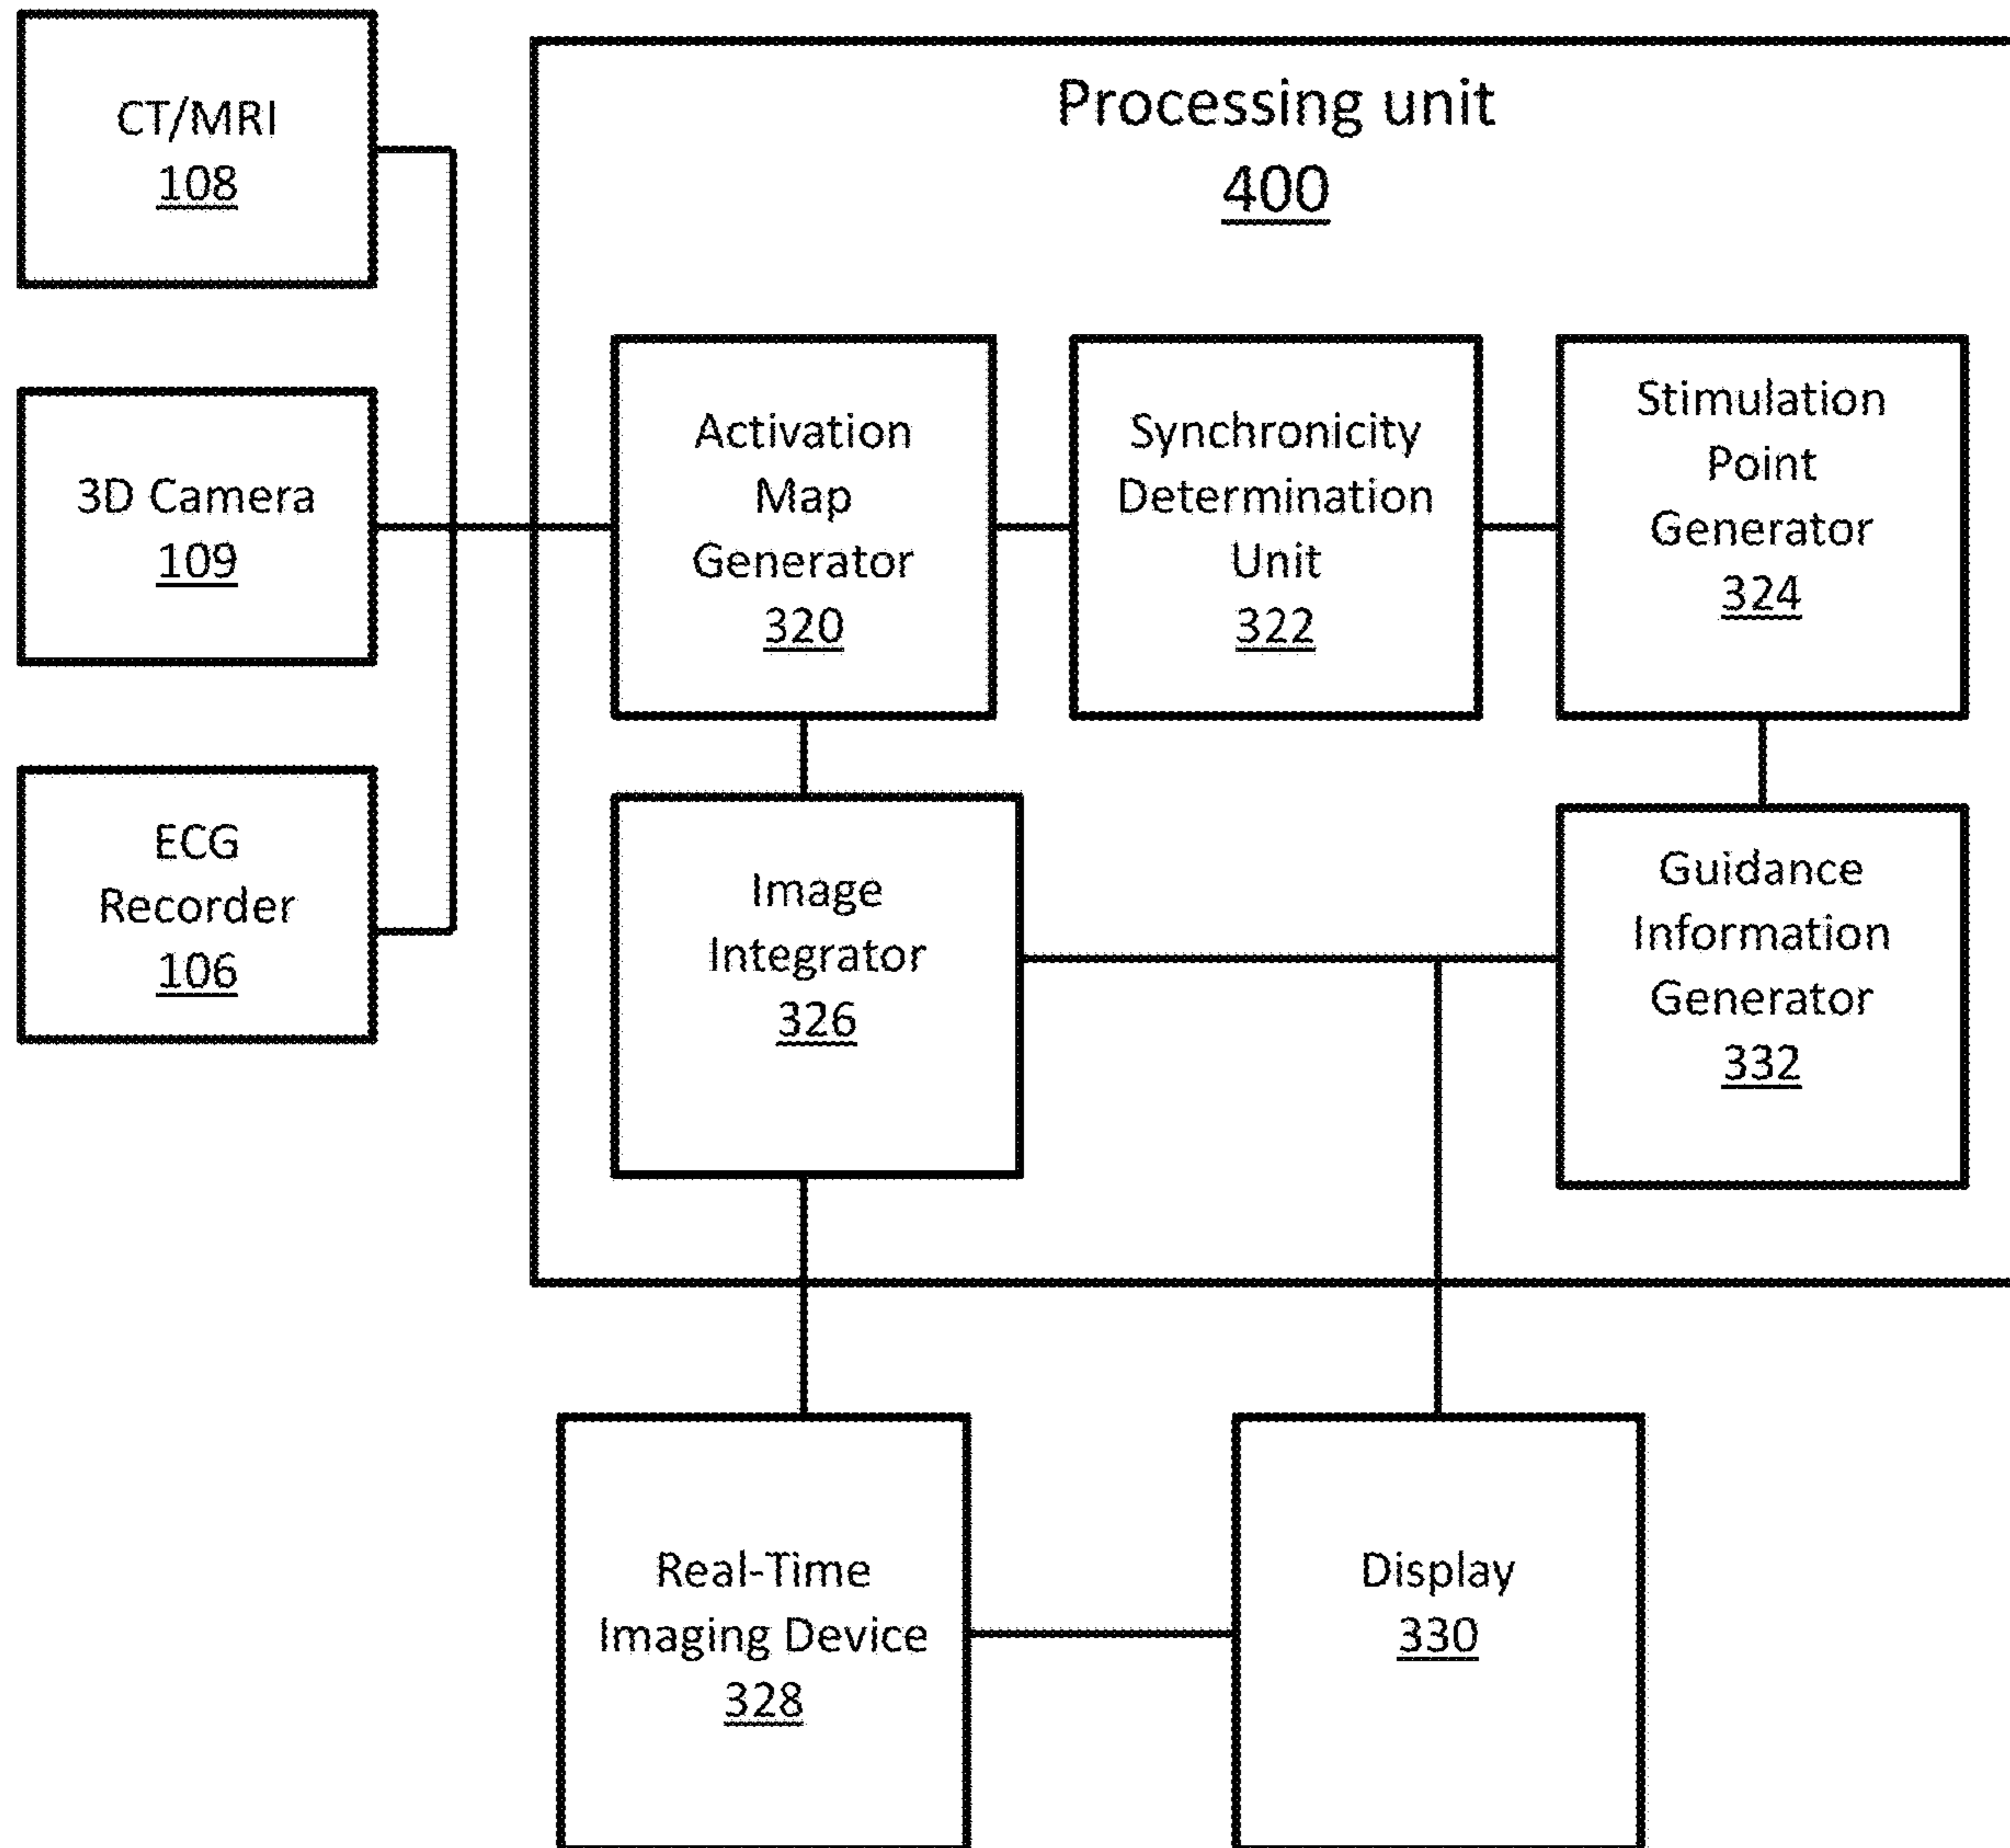 CT/MRI
108
3D Camera
109
ECG
Recorder
106
Processing unit
400
Activation
Map
Generator
320
Synchronicity
Determination
Unit
322
Stimulation
Point
Generator
324
Image
Integrator
326
Guidance
Information
Generator
332
Real-Time
Imaging Device
328
Display
330